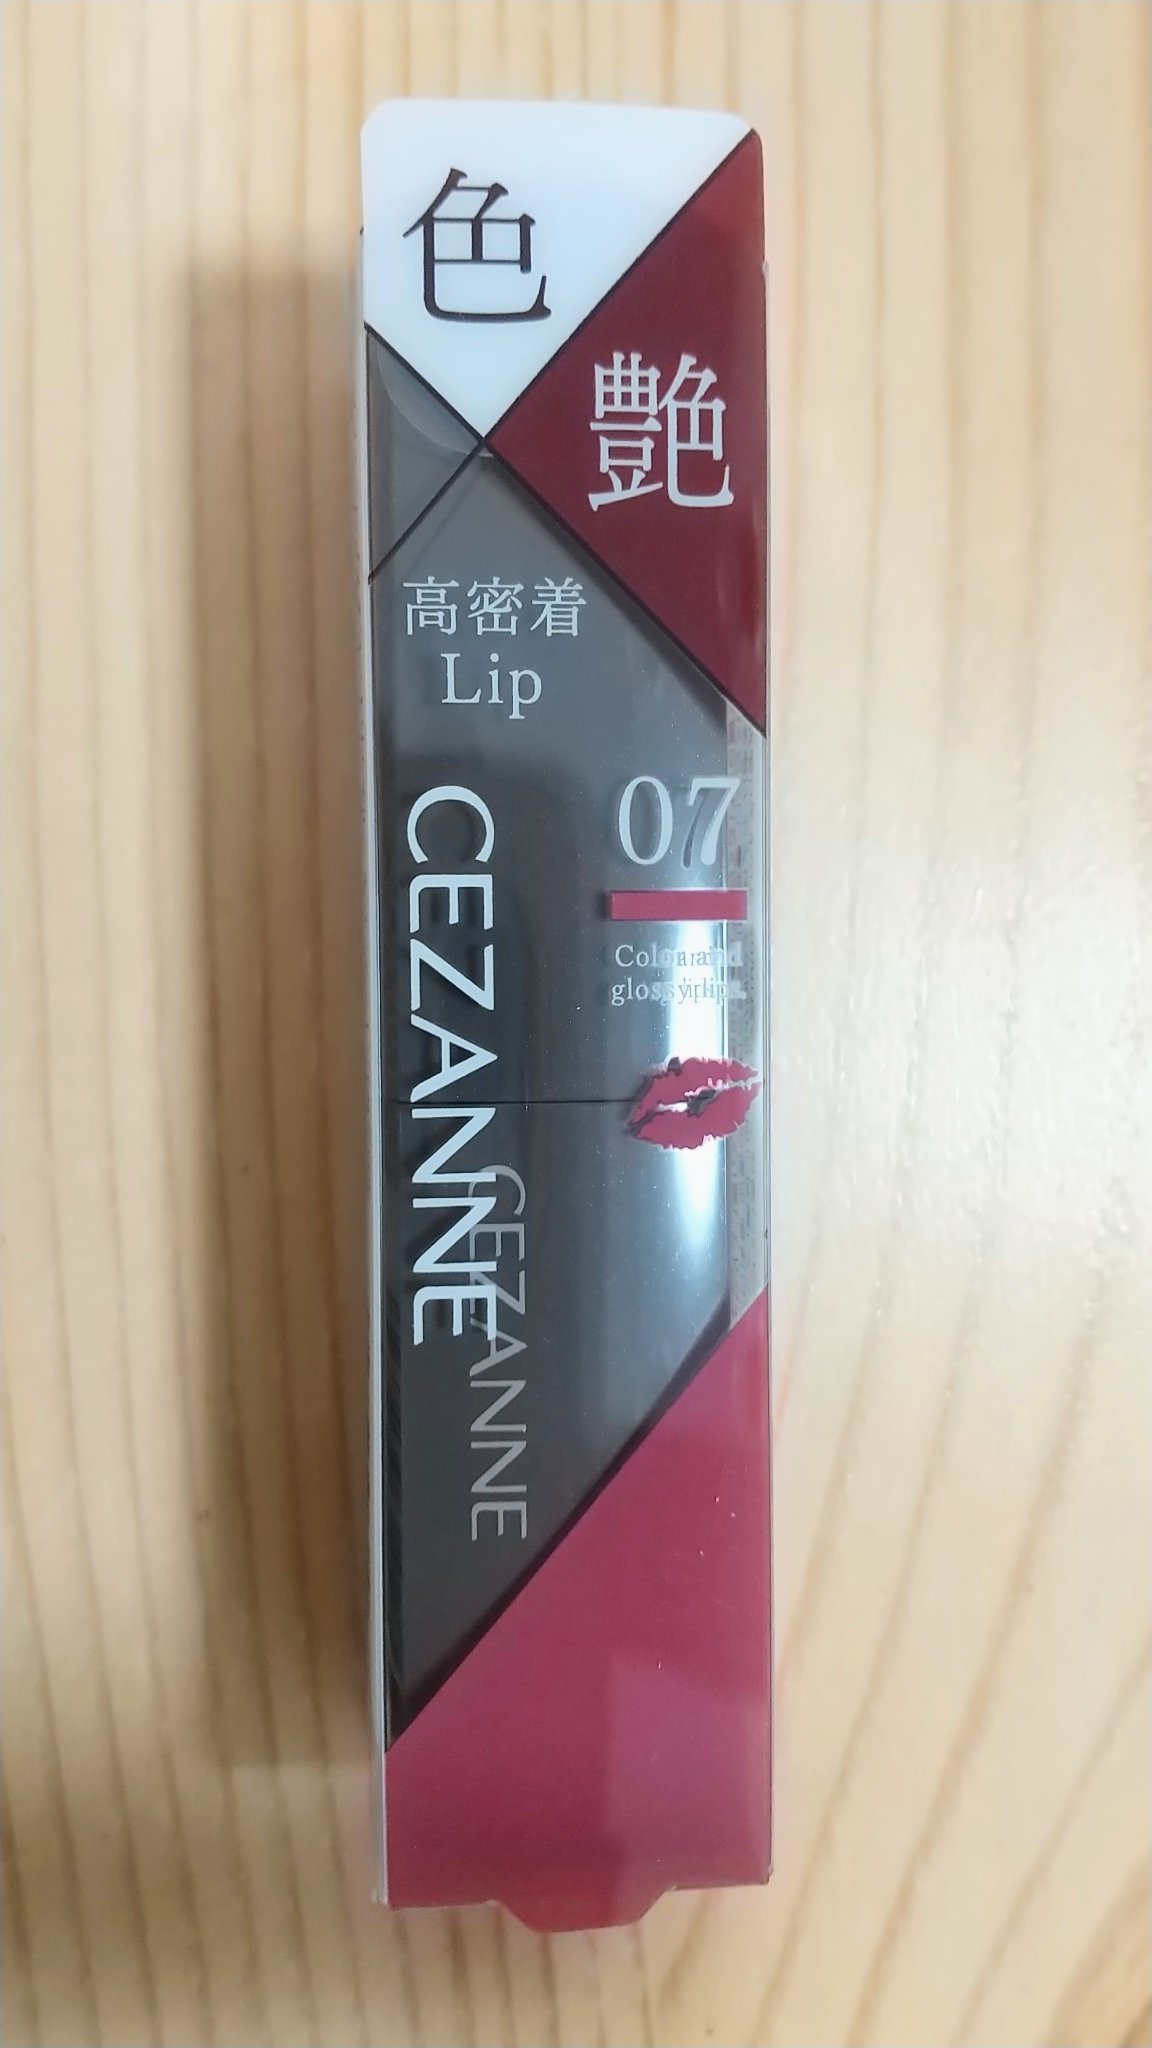 色
艶
高密着
Lip
07
Color and
glossy lips
CEZANNE
CEZANNE